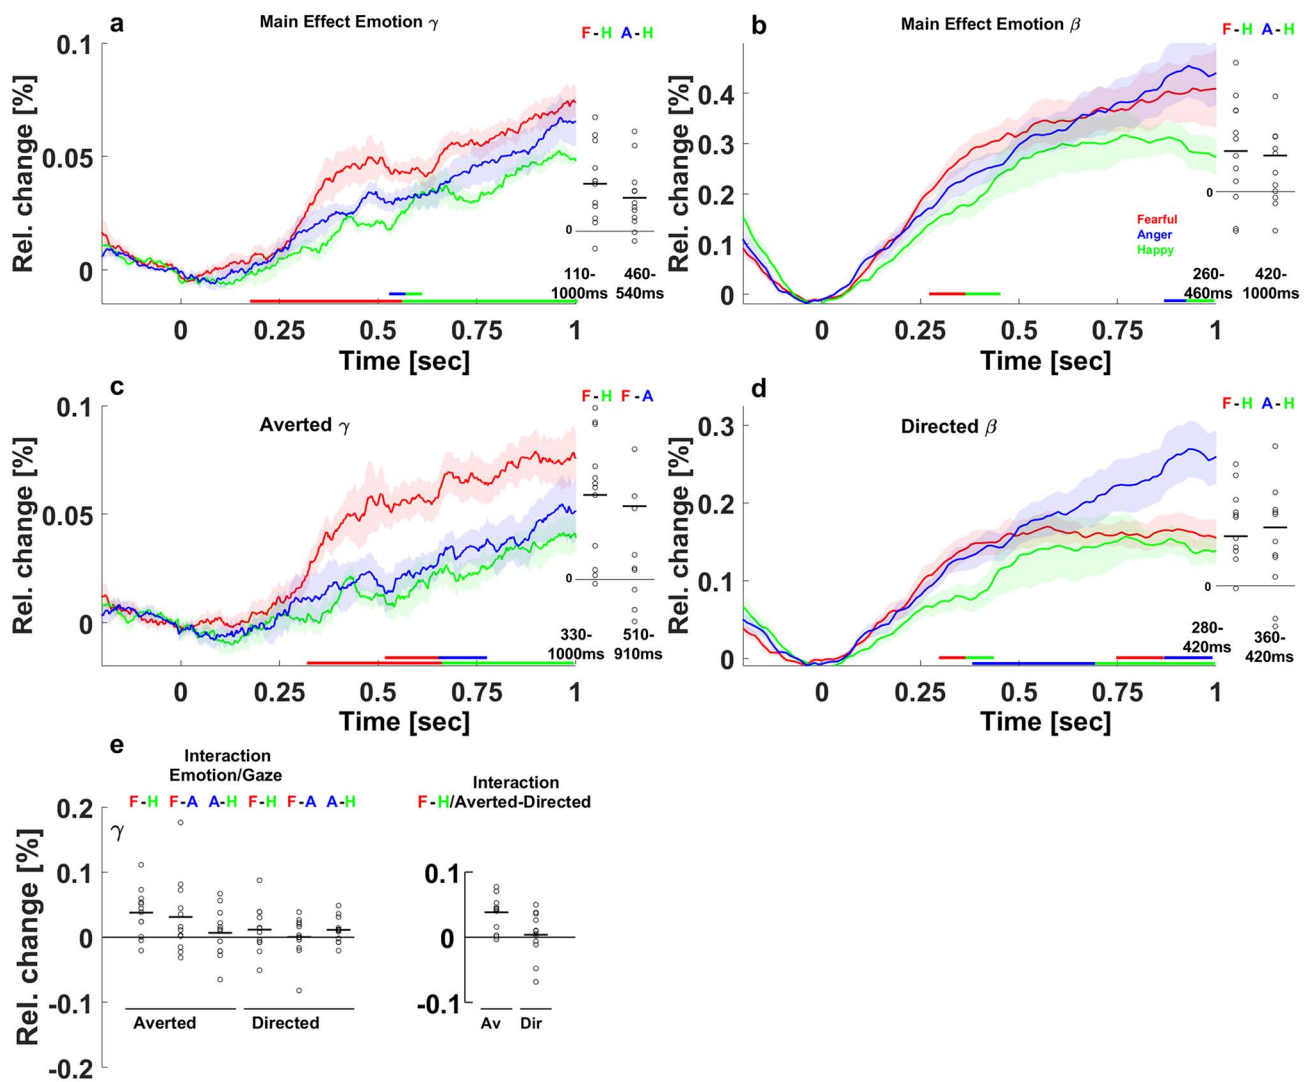 a
Main Effect Emotion γ
F - H A - H
0.1
0.05
0
Rel. change [%]
0
110-
1000ms
460-
540ms
0 0.25 0.5 0.75 1
Time [sec]
b
Main Effect Emotion β
F - H A - H
0.4
0.3
0.2
0.1
0
Rel. change [%]
0
Fearful
Anger
Happy
260-
460ms
420-
1000ms
0 0.25 0.5 0.75 1
Time [sec]
c
Averted γ
F - H F - A
0.1
0.05
0
Rel. change [%]
0
330-
1000ms
510-
910ms
0 0.25 0.5 0.75 1
Time [sec]
d
Directed β
F - H A - H
0.3
0.2
0.1
0
Rel. change [%]
0
280-
420ms
360-
420ms
0 0.25 0.5 0.75 1
Time [sec]
e
Interaction
Emotion/Gaze
F - H F - A A - H F - H F - A A - H
γ
0.2
0.1
0
-0.1
-0.2
Rel. change [%]
Averted Directed
Interaction
F - H/Averted-Directed
0.1
0
-0.1
Av Dir